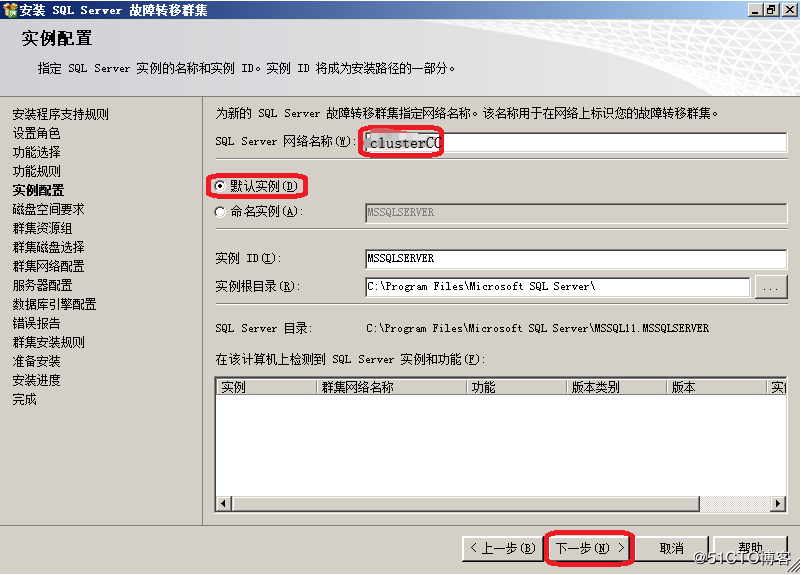 安装 SQL Server 故障转移群集
实例配置
指定 SQL Server 实例的名称和实例 ID。实例 ID 将成为安装路径的一部分。
安装程序支持规则
设置角色
功能选择
功能规则
实例配置
磁盘空间要求
群集资源组
群集磁盘选择
群集网络配置
服务器配置
数据库引擎配置
错误报告
群集安装规则
准备安装
安装进度
完成
为新的 SQL Server 故障转移群集指定网络名称。该名称用于在网络上标识您的故障转移群集。
SQL Server 网络名称(W): clusterCC
默认实例(D)
命名实例(A): MSSQLSERVER
实例 ID(I): MSSQLSERVER
实例根目录(R): C:\Program Files\Microsoft SQL Server\ ...
SQL Server 目录: C:\Program Files\Microsoft SQL Server\MSSQL11.MSSQLSERVER
在该计算机上检测到 SQL Server 实例和功能(F):
实例 群集网络名称 功能 版本类别 版本
< 上一步(B) 下一步(N) > 取消 帮助
@51CTO博客